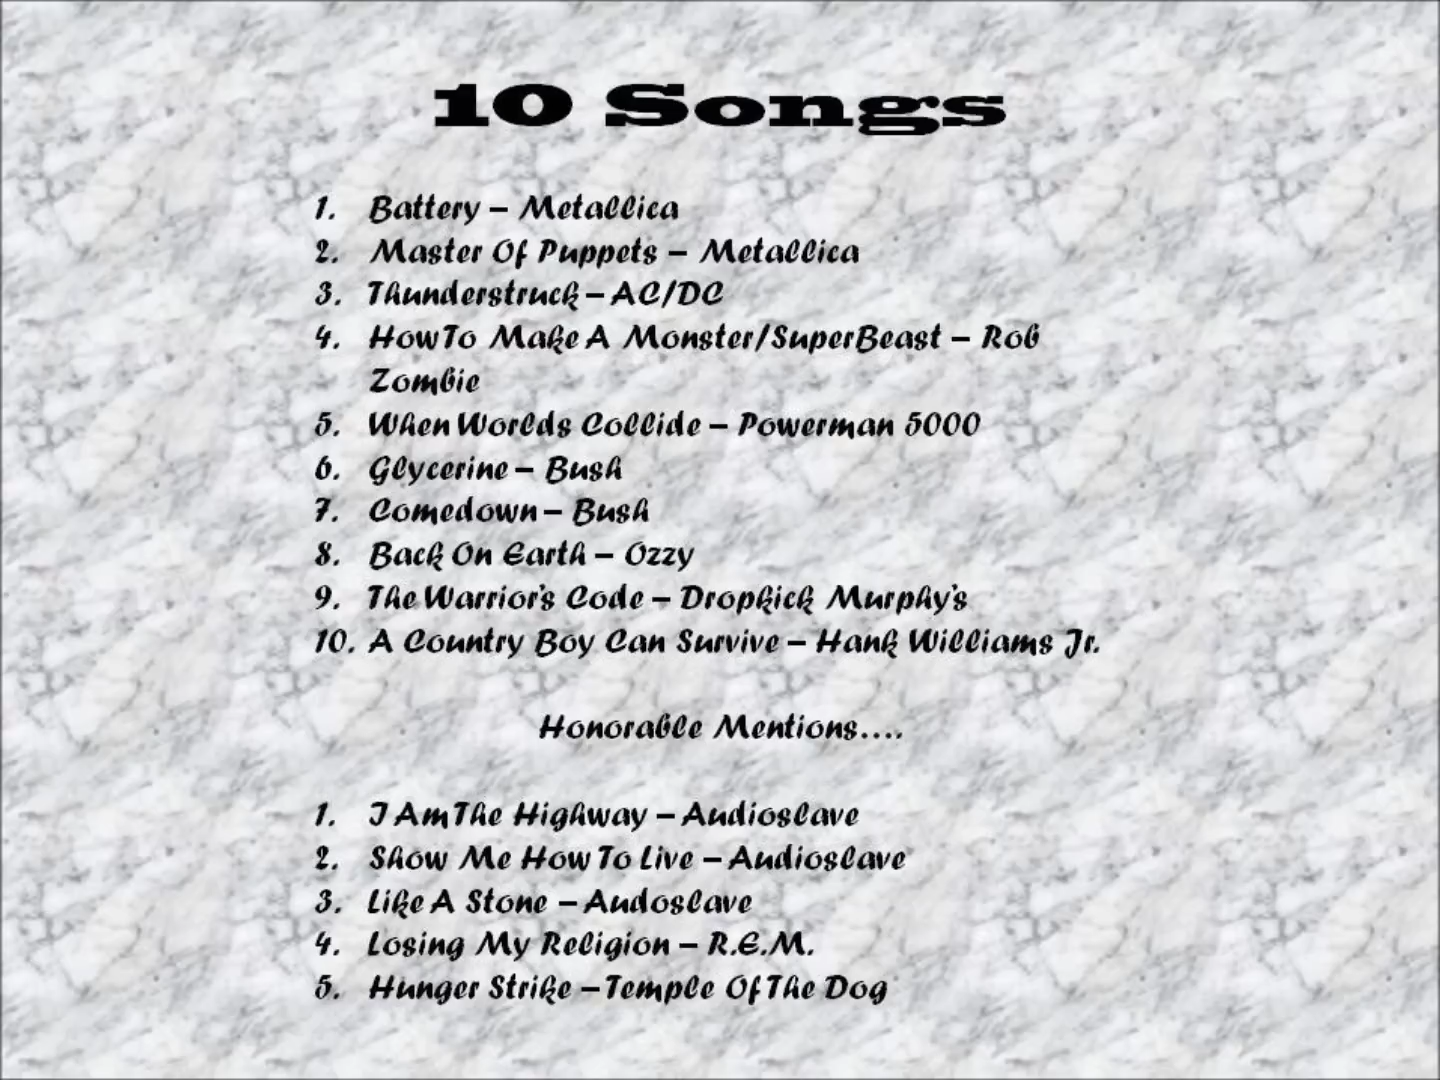 10 Songs
1. Battery – Metallica
2. Master Of Puppets – Metallica
3. Thunderstruck – AC/DC
4. How To Make A Monster/SuperBeast – Rob
Zombie
5. When Worlds Collide – Powerman 5000
6. Glycerine – Bush
7. Comedown – Bush
8. Back On Earth – Ozzy
9. The Warrior's Code – Dropkick Murphy's
10. A Country Boy Can Survive – Hank Williams Jr.
Honorable Mentions....
1. I Am The Highway – Audioslave
2. Show Me How To Live – Audioslave
3. Like A Stone – Audoslave
4. Losing My Religion – R.E.M.
5. Hunger Strike – Temple Of The Dog